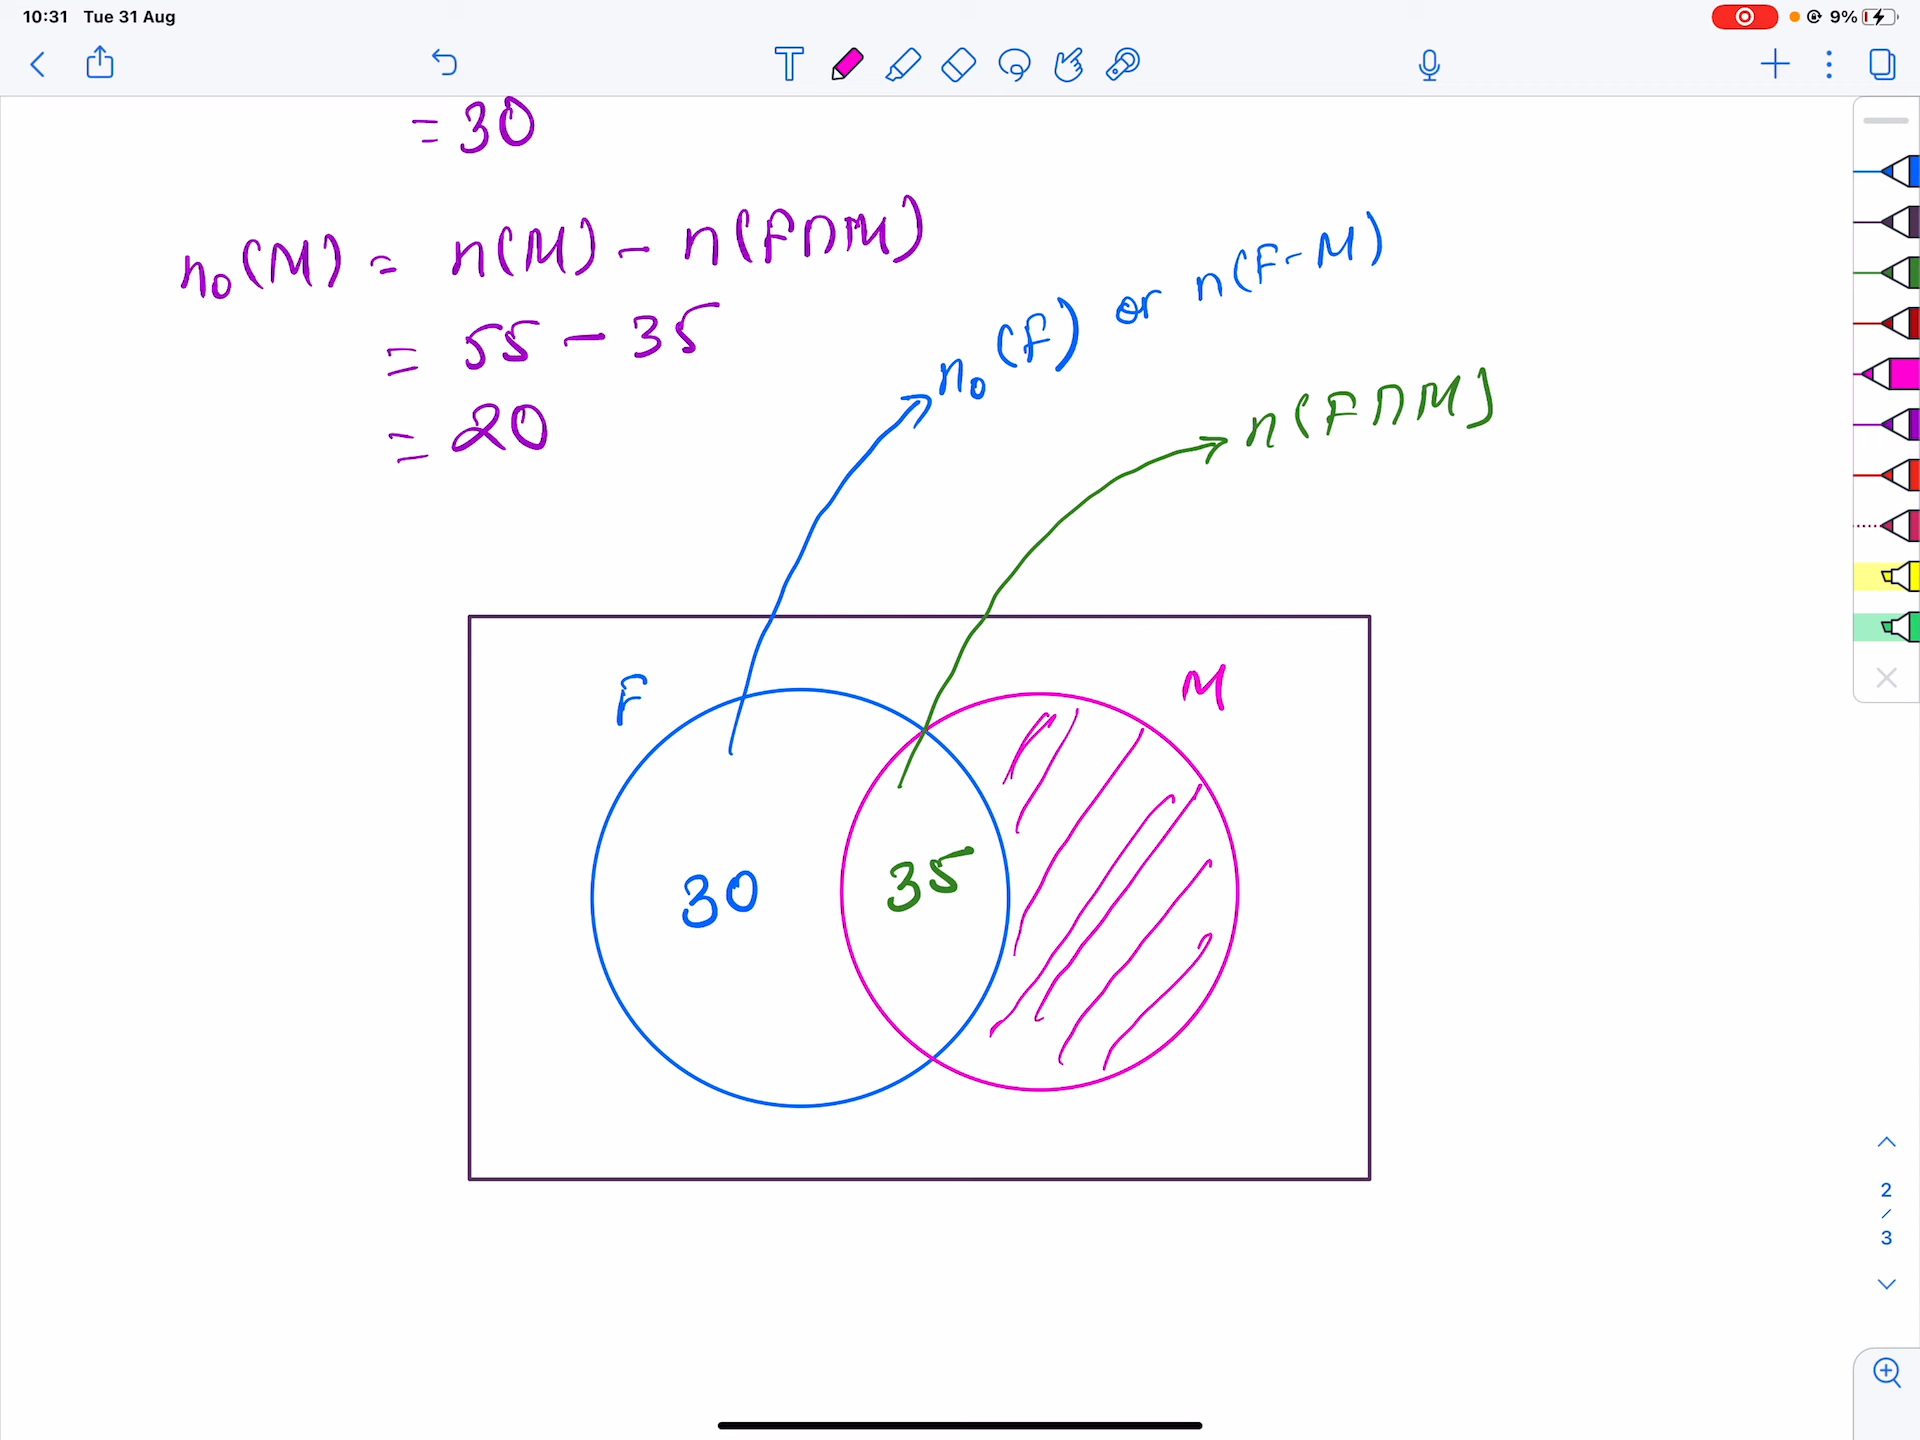 10:31 Tue 31 Aug
9%
T
= 30
n₀(M) = n(M) - n(F∩M)
= 55 - 35
= 20
n₀(F) or n(F-M)
n(F∩M)
F
M
30
35
2
/
3